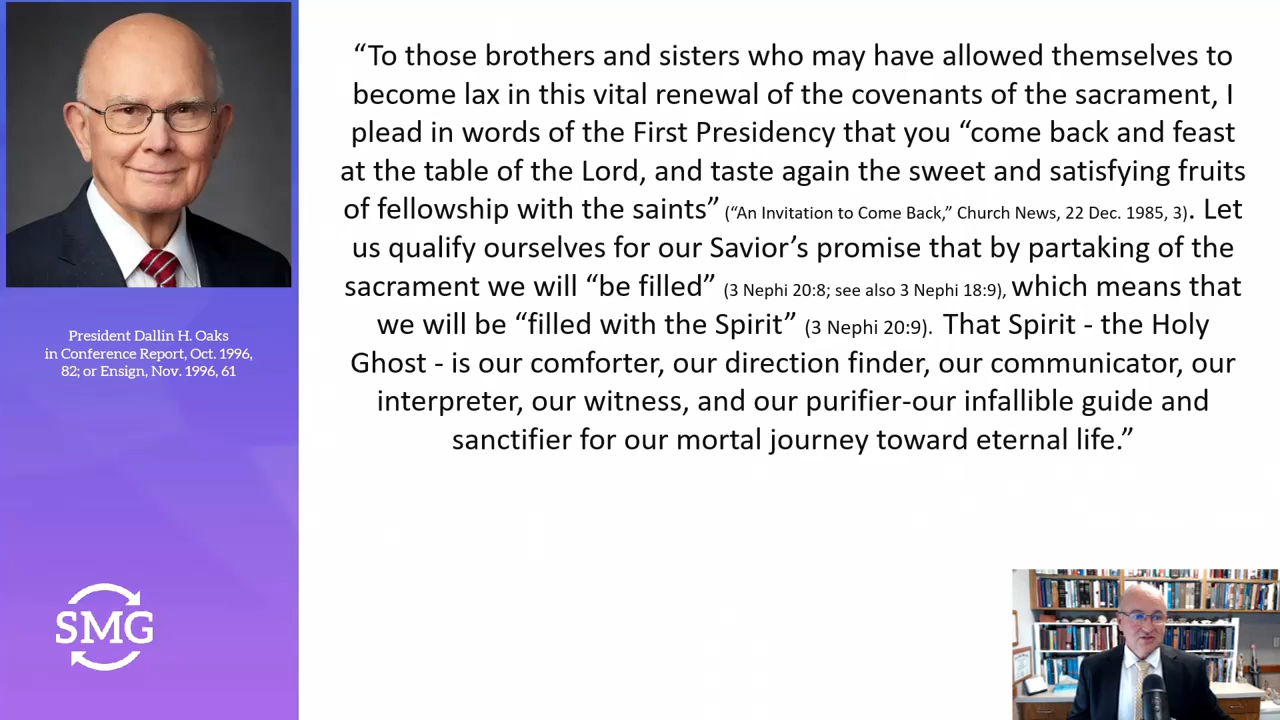 “To those brothers and sisters who may have allowed themselves to
become lax in this vital renewal of the covenants of the sacrament, I
plead in words of the First Presidency that you “come back and feast
at the table of the Lord, and taste again the sweet and satisfying fruits
of fellowship with the saints” (“An Invitation to Come Back,” Church News, 22 Dec. 1985, 3). Let
us qualify ourselves for our Savior’s promise that by partaking of the
sacrament we will “be filled” (3 Nephi 20:8; see also 3 Nephi 18:9), which means that
we will be “filled with the Spirit” (3 Nephi 20:9). That Spirit - the Holy
Ghost - is our comforter, our direction finder, our communicator, our
interpreter, our witness, and our purifier-our infallible guide and
sanctifier for our mortal journey toward eternal life.”
President Dallin H. Oaks
in Conference Report, Oct. 1996,
82; or Ensign, Nov. 1996, 61
SMG